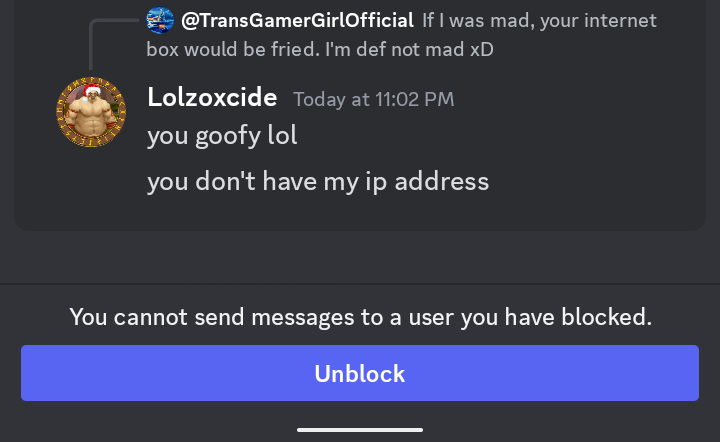 @TransGamerGirlOfficial If I was mad, your internet
box would be fried. I'm def not mad xD
Lolzoxcide Today at 11:02 PM
you goofy lol
you don't have my ip address
You cannot send messages to a user you have blocked.
Unblock